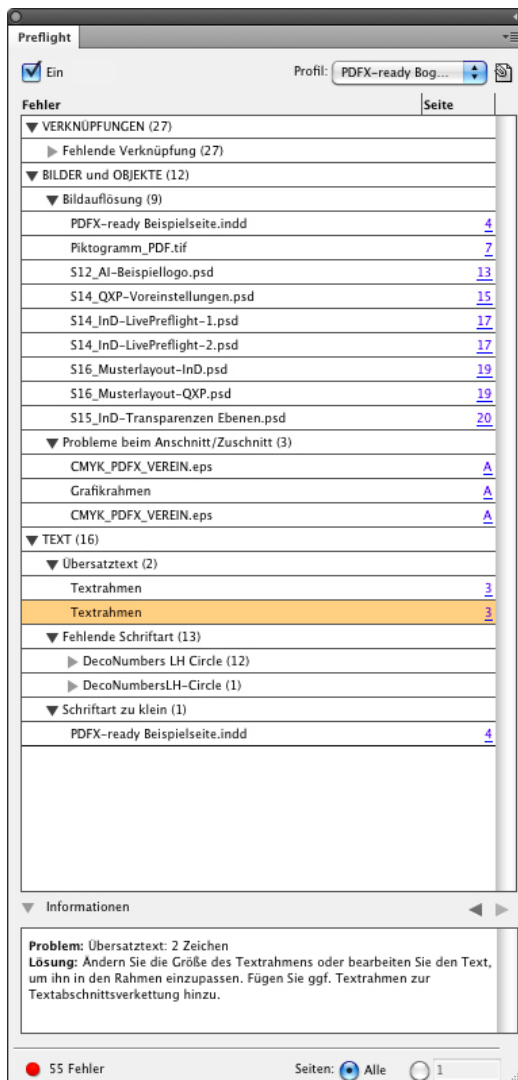 Preflight
Ein Profil: PDFX-ready Bog...
Fehler Seite
VERKNÜPFUNGEN (27)
Fehlende Verknüpfung (27)
BILDER und OBJEKTE (12)
Bildauflösung (9)
PDFX-ready Beispielseite.indd 4
Piktogramm_PDF.tif 7
S12_AI-Beispiellogo.psd 13
S14_QXP-Voreinstellungen.psd 15
S14_InD-LivePreflight-1.psd 17
S14_InD-LivePreflight-2.psd 17
S16_Musterlayout-InD.psd 19
S16_Musterlayout-QXP.psd 19
S15_InD-Transparenzen Ebenen.psd 20
Probleme beim Anschnitt/Zuschnitt (3)
CMYK_PDFX_VEREIN.eps A
Grafikrahmen A
CMYK_PDFX_VEREIN.eps A
TEXT (16)
Übersatztext (2)
Textrahmen 3
Textrahmen 3
Fehlende Schriftart (13)
DecoNumbers LH Circle (12)
DecoNumbersLH-Circle (1)
Schriftart zu klein (1)
PDFX-ready Beispielseite.indd 4
Informationen
Problem: Übersatztext: 2 Zeichen
Lösung: Ändern Sie die Größe des Textrahmens oder bearbeiten Sie den Text,
um ihn in den Rahmen einzupassen. Fügen Sie ggf. Textrahmen zur
Textabschnittsverkettung hinzu.
55 Fehler Seiten: Alle 1